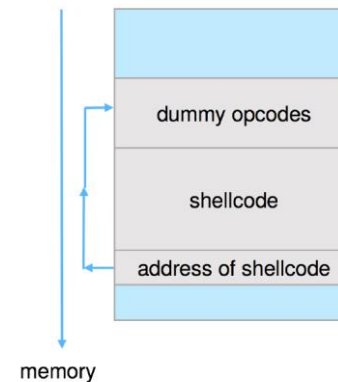 dummy opcodes
shellcode
address of shellcode
memory